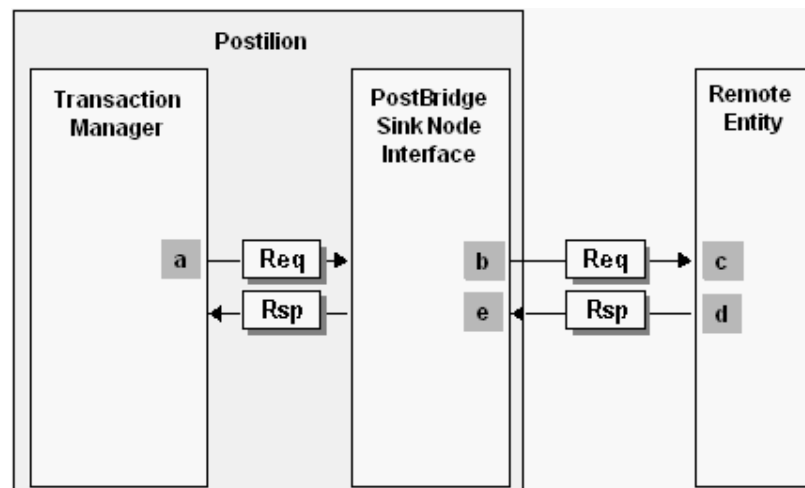 Postilion
Transaction
Manager
PostBridge
Sink Node
Interface
Remote
Entity
a
Req
b
Req
c
Rsp
e
Rsp
d